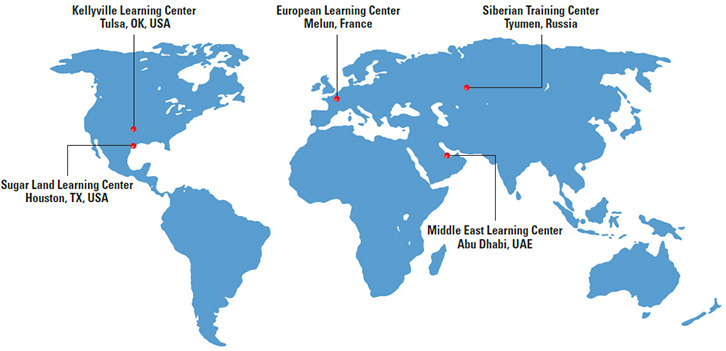 Kellyville Learning Center
Tulsa, OK, USA
European Learning Center
Melun, France
Siberian Training Center
Tyumen, Russia
Sugar Land Learning Center
Houston, TX, USA
Middle East Learning Center
Abu Dhabi, UAE